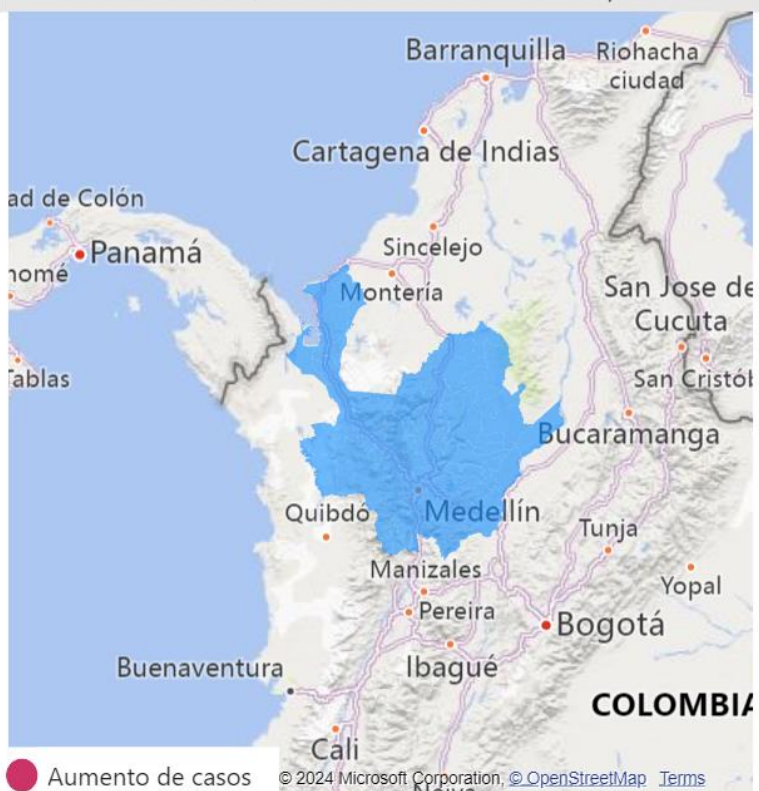 Barranquilla
Riohacha
ciudad
Cartagena de Indias
ad de Colón
Sincelejo
Panamá
nomé
Montería
San Jose de
Cucuta
Tablas
San Cristób
Bucaramanga
Quibdó
Medellín
Tunja
Manizales
Yopal
Pereira
Bogotá
Buenaventura
Ibagué
COLOMBIA
Cali
Aumento de casos
© 2024 Microsoft Corporation, © OpenStreetMap Terms